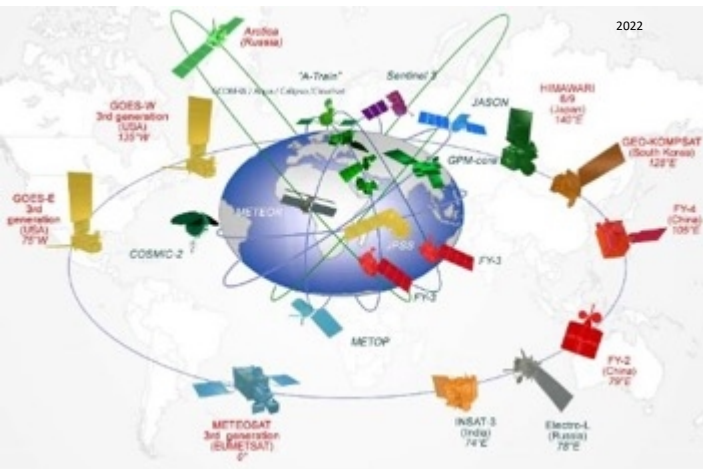 2022
Arctica
(Russia)
"A-Train"
Sentinel 3
HIMAWARI
8/9
(Japan)
140°E
GOES-W
3rd generation
(USA)
135°W
JASON
GEO-KOMPSAT
(South Korea)
128°E
GPM-core
GOES-E
3rd
generation
(USA)
75°W
METEOR
FY-4
(China)
105°E
COSMIC-2
JPSS
FY-3
FY-3
METOP
FY-2
(China)
79°E
METEOSAT
3rd generation
(EUMETSAT)
0°
INSAT-3
(India)
74°E
Electro-L
(Russia)
76°E